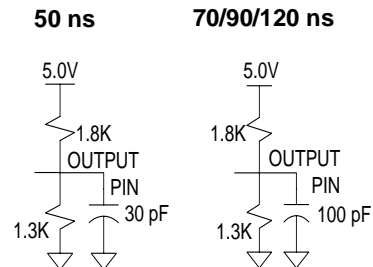 50 ns 70/90/120 ns
5.0V 5.0V
1.8K 1.8K
OUTPUT OUTPUT
PIN PIN
30 pF 100 pF
1.3K 1.3K